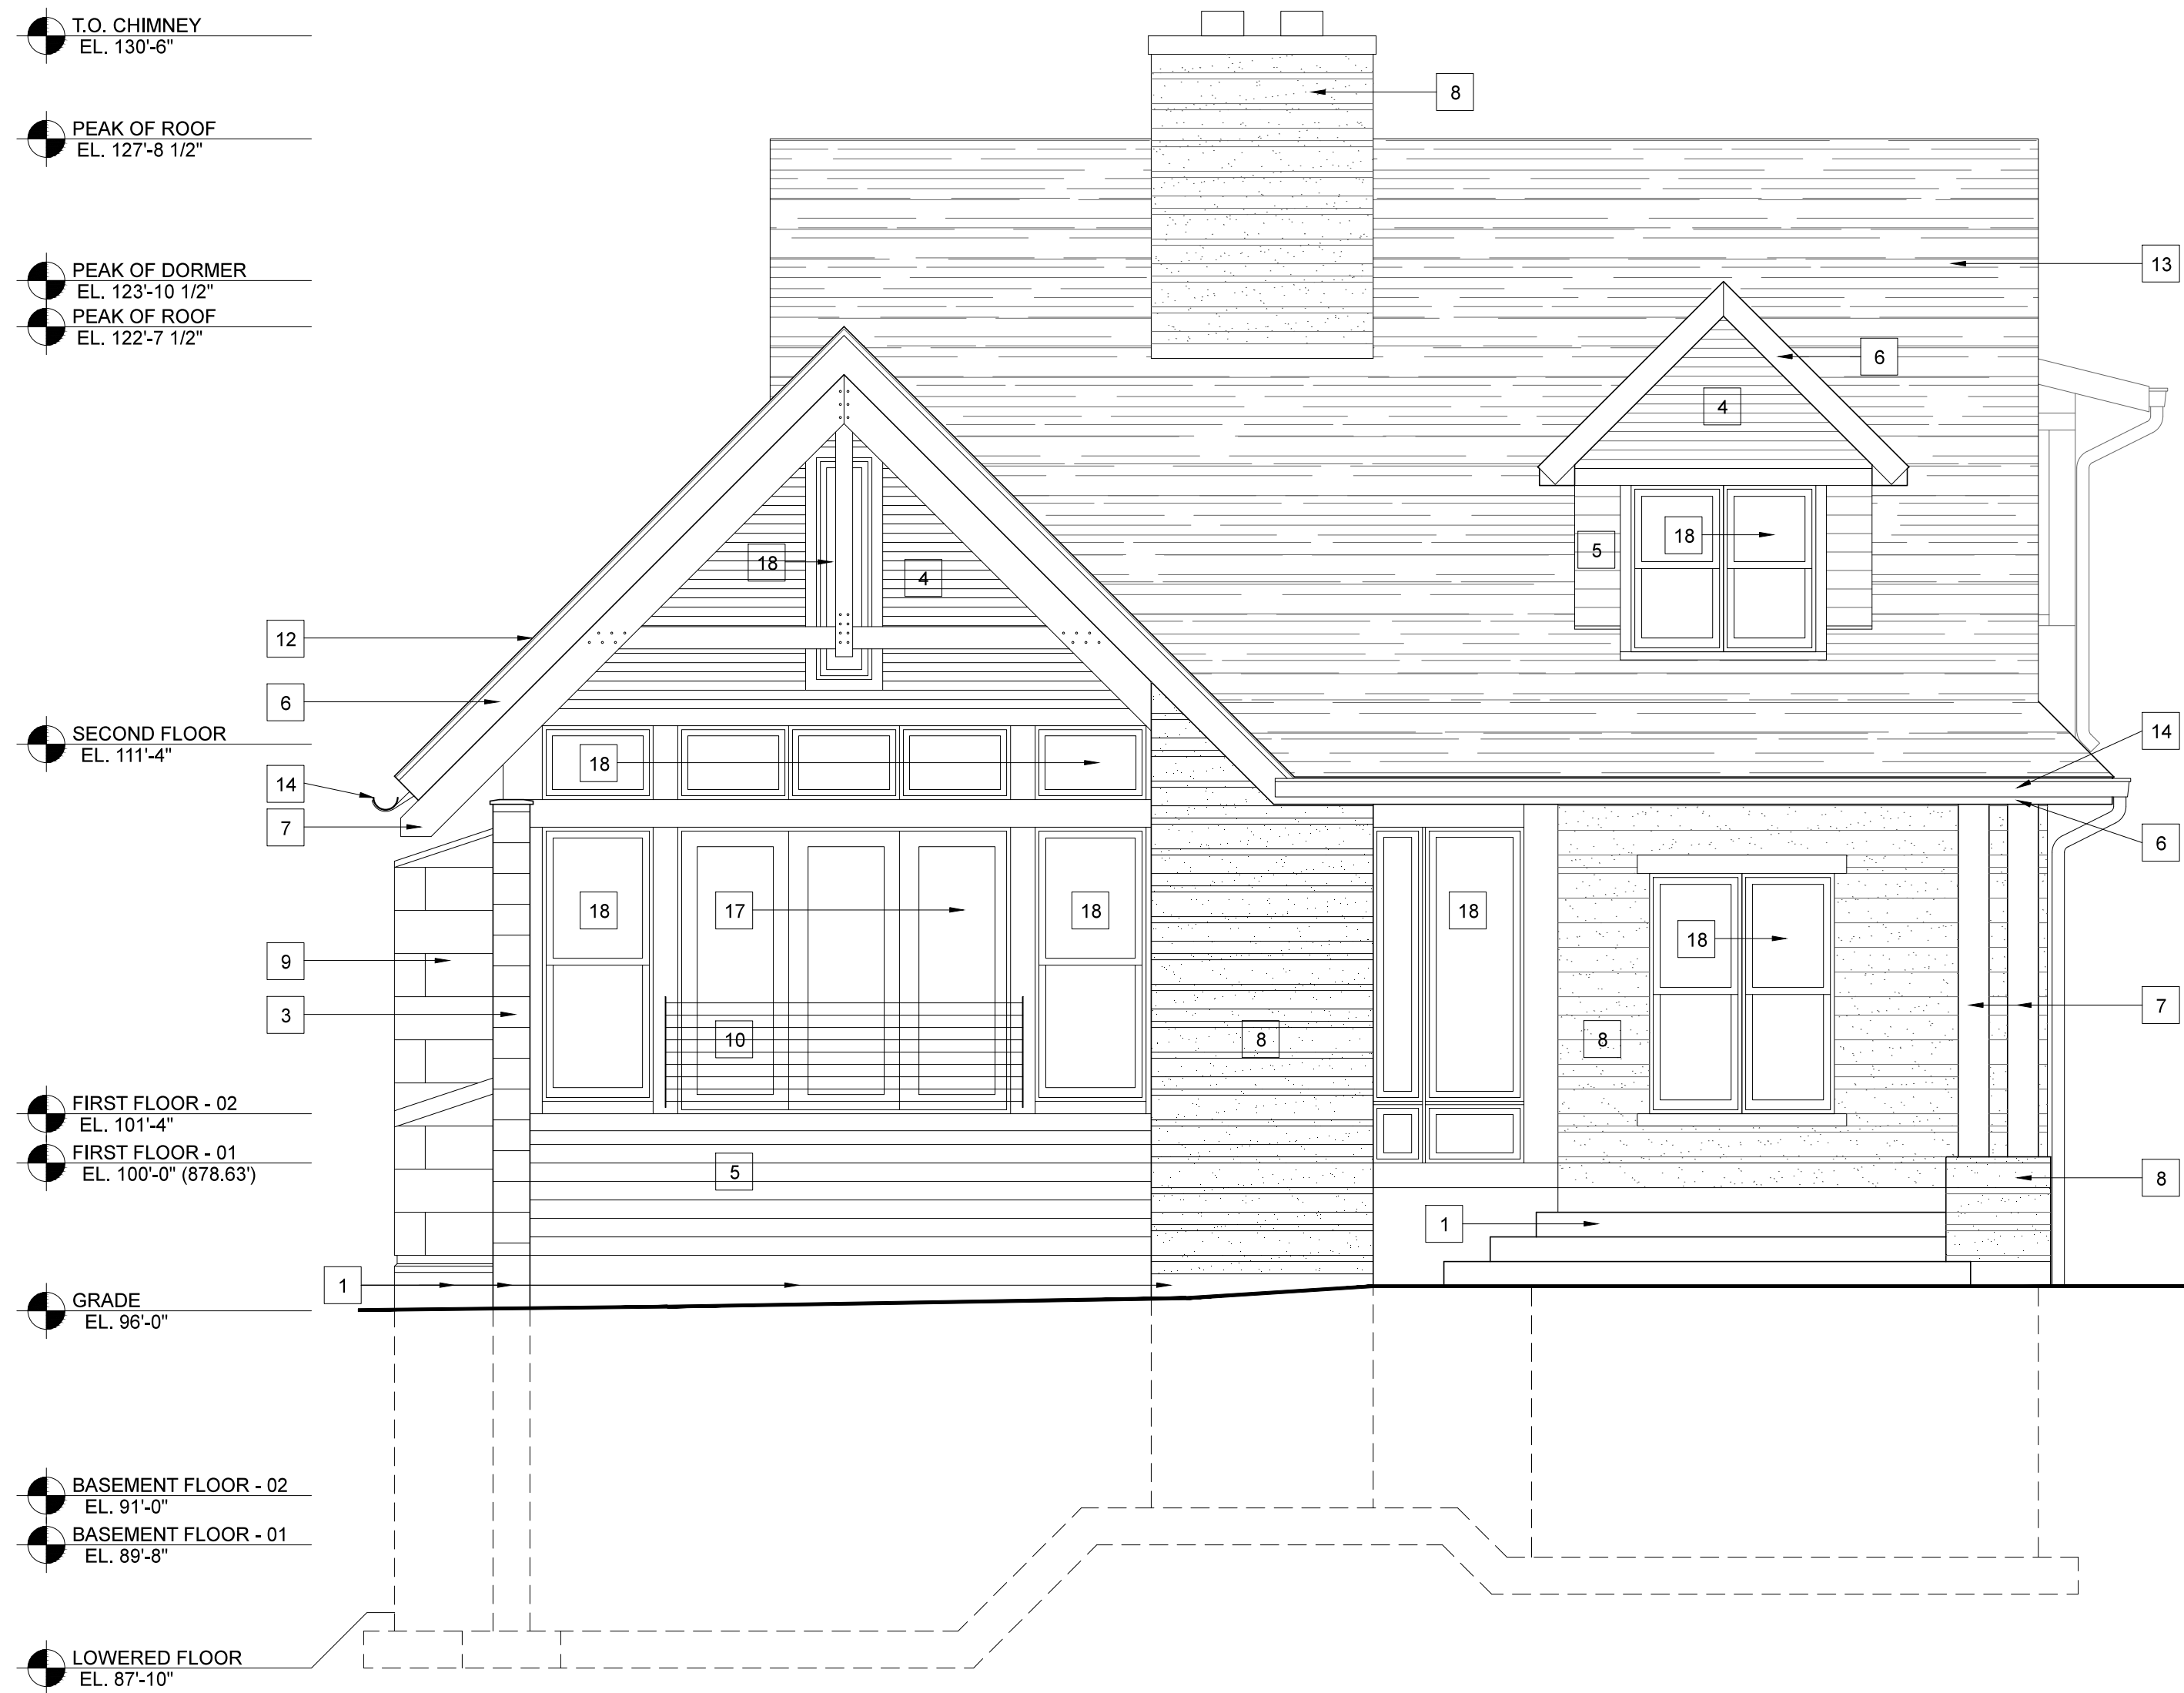 T.O. CHIMNEY
EL. 130'-6"
8
PEAK OF ROOF
EL. 127'-8 1/2"
13
PEAK OF DORMER
EL. 123'-10 1/2"
PEAK OF ROOF
EL. 122'-7 1/2"
6
4
18
5
18
4
12
6
SECOND FLOOR
EL. 111'-4"
14
18
14
7
6
18
17
18
18
18
9
3
7
10
8
8
FIRST FLOOR - 02
EL. 101'-4"
FIRST FLOOR - 01
EL. 100'-0" (878.63')
5
8
1
1
GRADE
EL. 96'-0"
BASEMENT FLOOR - 02
EL. 91'-0"
BASEMENT FLOOR - 01
EL. 89'-8"
LOWERED FLOOR
EL. 87'-10"